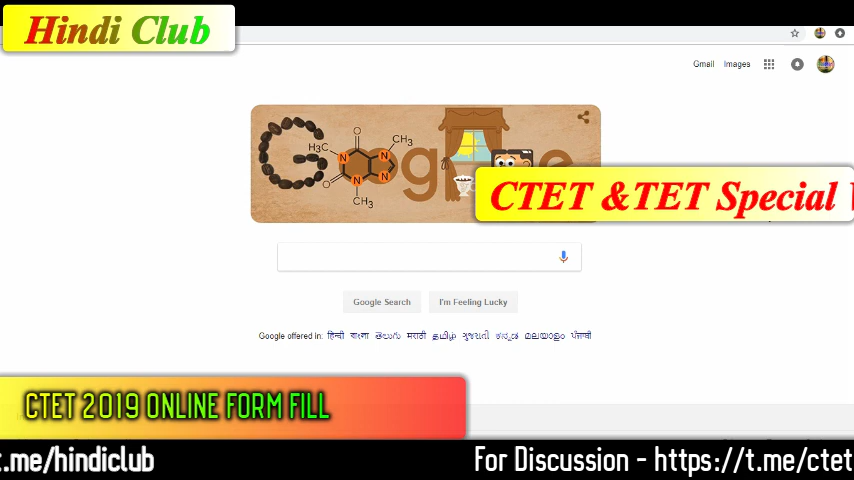 Hindi Club
Gmail Images
H3C
O
CH3
N
N
N
N
O
CH3
CTET &TET Special
Google Search
I'm Feeling Lucky
Google offered in: हिन्दी বাংলা తెలుగు मराठी தமிழ் ગુજરાતી ಕನ್ನಡ മലയാളം ਪੰਜਾਬੀ
CTET 2019 ONLINE FORM FILL
t.me/hindiclub
For Discussion - https://t.me/ctet